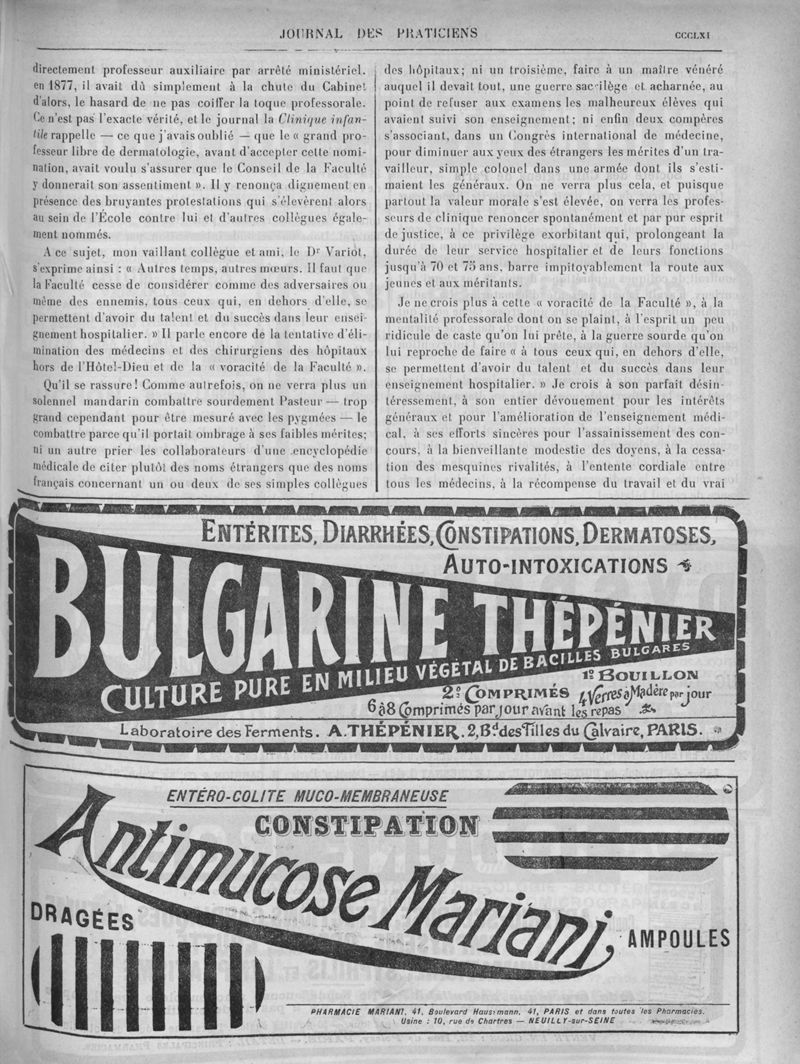 JOURNAL DES PRATICIENS
CCCLXI
directement professeur auxiliaire par arrêté ministériel.
en 1877, il avait dû simplement à la chute du Cabinet
d'alors, le hasard de ne pas coiffer la toque professorale.
Ce n'est pas l'exacte vérité, et le journal la Clinique infan-
tile rappelle — ce que j'avais oublié — que le « grand pro-
fesseur libre de dermatologie, avant d'accepter cette nomi-
nation, avait voulu s'assurer que le Conseil de la Faculté
y donnerait son assentiment ». Il y renonça dignement en
présence des bruyantes protestations qui s'élevèrent alors
au sein de l'École contre lui et d'autres collègues égale-
ment nommés.
A ce sujet, mon vaillant collègue et ami, le Dr Variot,
s'exprime ainsi : « Autres temps, autres mœurs. Il faut que
la Faculté cesse de considérer comme des adversaires ou
même des ennemis, tous ceux qui, en dehors d'elle, se
permettent d'avoir du talent et du succès dans leur ensei-
gnement hospitalier. » Il parle encore de la tentative d'éli-
mination des médecins et des chirurgiens des hôpitaux
hors de l'Hôtel-Dieu et de la « voracité de la Faculté ».
Qu'il se rassure! Comme autrefois, on ne verra plus un
solennel mandarin combattre sourdement Pasteur — trop
grand cependant pour être mesuré avec les pygmées — le
combattre parce qu'il portait ombrage à ses faibles mérites;
ni un autre prier les collaborateurs d'une encyclopédie
médicale de citer plutôt des noms étrangers que des noms
français concernant un ou deux de ses simples collègues
des hôpitaux; ni un troisième, faire à un maître vénéré
auquel il devait tout, une guerre sacrilège et acharnée, au
point de refuser aux examens les malheureux élèves qui
avaient suivi son enseignement; ni enfin deux compères
s'associant, dans un Congrès international de médecine,
pour diminuer aux yeux des étrangers les mérites d'un tra-
vailleur, simple colonel dans une armée dont ils s'esti-
maient les généraux. On ne verra plus cela, et puisque
partout la valeur morale s'est élevée, on verra les profes-
seurs de clinique renoncer spontanément et par pur esprit
de justice, à ce privilège exorbitant qui, prolongeant la
durée de leur service hospitalier et de leurs fonctions
jusqu'à 70 et 75 ans, barre impitoyablement la route aux
jeunes et aux méritants.
Je ne crois plus à cette « voracité de la Faculté », à la
mentalité professorale dont on se plaint, à l'esprit un peu
ridicule de caste qu'on lui prête, à la guerre sourde qu'on
lui reproche de faire « à tous ceux qui, en dehors d'elle,
se permettent d'avoir du talent et du succès dans leur
enseignement hospitalier. » Je crois à son parfait désin-
téressement, à son entier dévouement pour les intérêts
généraux et pour l'amélioration de l'enseignement médi-
cal, à ses efforts sincères pour l'assainissement des con-
cours, à la bienveillante modestie des doyens, à la cessa-
tion des mesquines rivalités, à l'entente cordiale entre
tous les médecins, à la récompense du travail et du vrai
ENTÉRITES, DIARRHÉES, CONSTIPATIONS, DERMATOSES,
AUTO-INTOXICATIONS
BULGARINE THÉPÉNIER
CULTURE PURE EN MILIEU VÉGÉTAL DE BACILLES BULGARES
1º BOUILLON
4 Verres à Madère par jour
2º COMPRIMÉS
6 à 8 Comprimés par jour avant les repas
Laboratoire des Ferments. A. THÉPÉNIER, 2, Bd des Filles du Calvaire, PARIS.
ENTÉRO-COLITE MUCO-MEMBRANEUSE
CONSTIPATION
Antimucose Mariani,
DRAGÉES
AMPOULES
PHARMACIE MARIANI, 41, Boulevard Haussmann, 41, PARIS et dans toutes les Pharmacies.
Usine : 10, rue de Chartres — NEUILLY-sur-SEINE